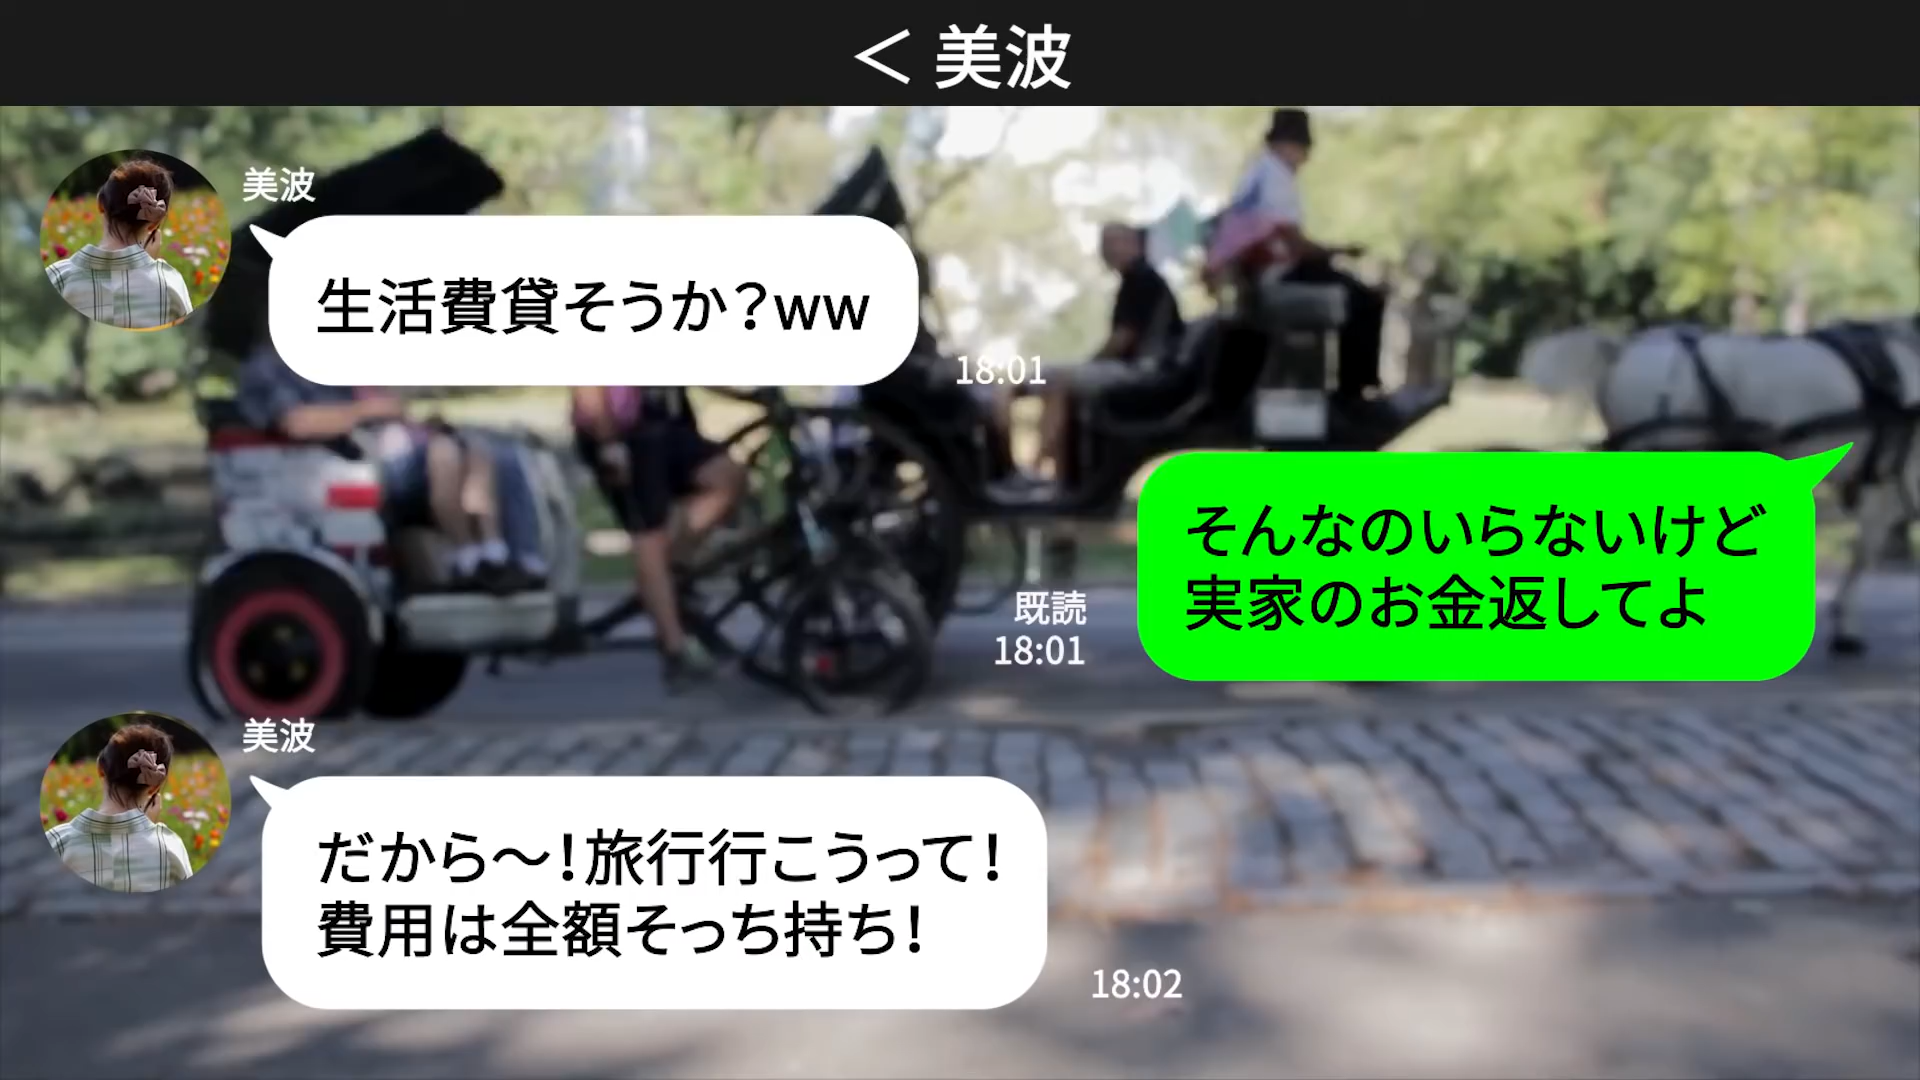 ＜ 美波
美波
生活費貸そうか？ww
18:01
そんなのいらないけど
実家のお金返してよ
既読
18:01
美波
だから～！旅行行こうって！
費用は全額そっち持ち！
18:02